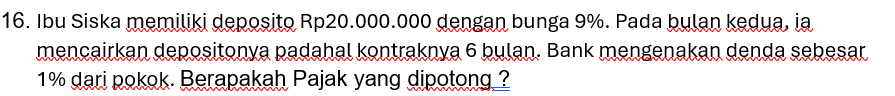 16. Ibu Siska memiliki deposito Rp20.000.000 dengan bunga 9%. Pada bulan kedua, ia
mencairkan depositonya padahal kontraknya 6 bulan. Bank mengenakan denda sebesar
1% dari pokok. Berapakah Pajak yang dipotong ?